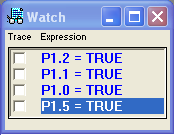 Watch
Trace Expression
P1.2 = TRUE
P1.1 = TRUE
P1.0 = TRUE
P1.5 = TRUE